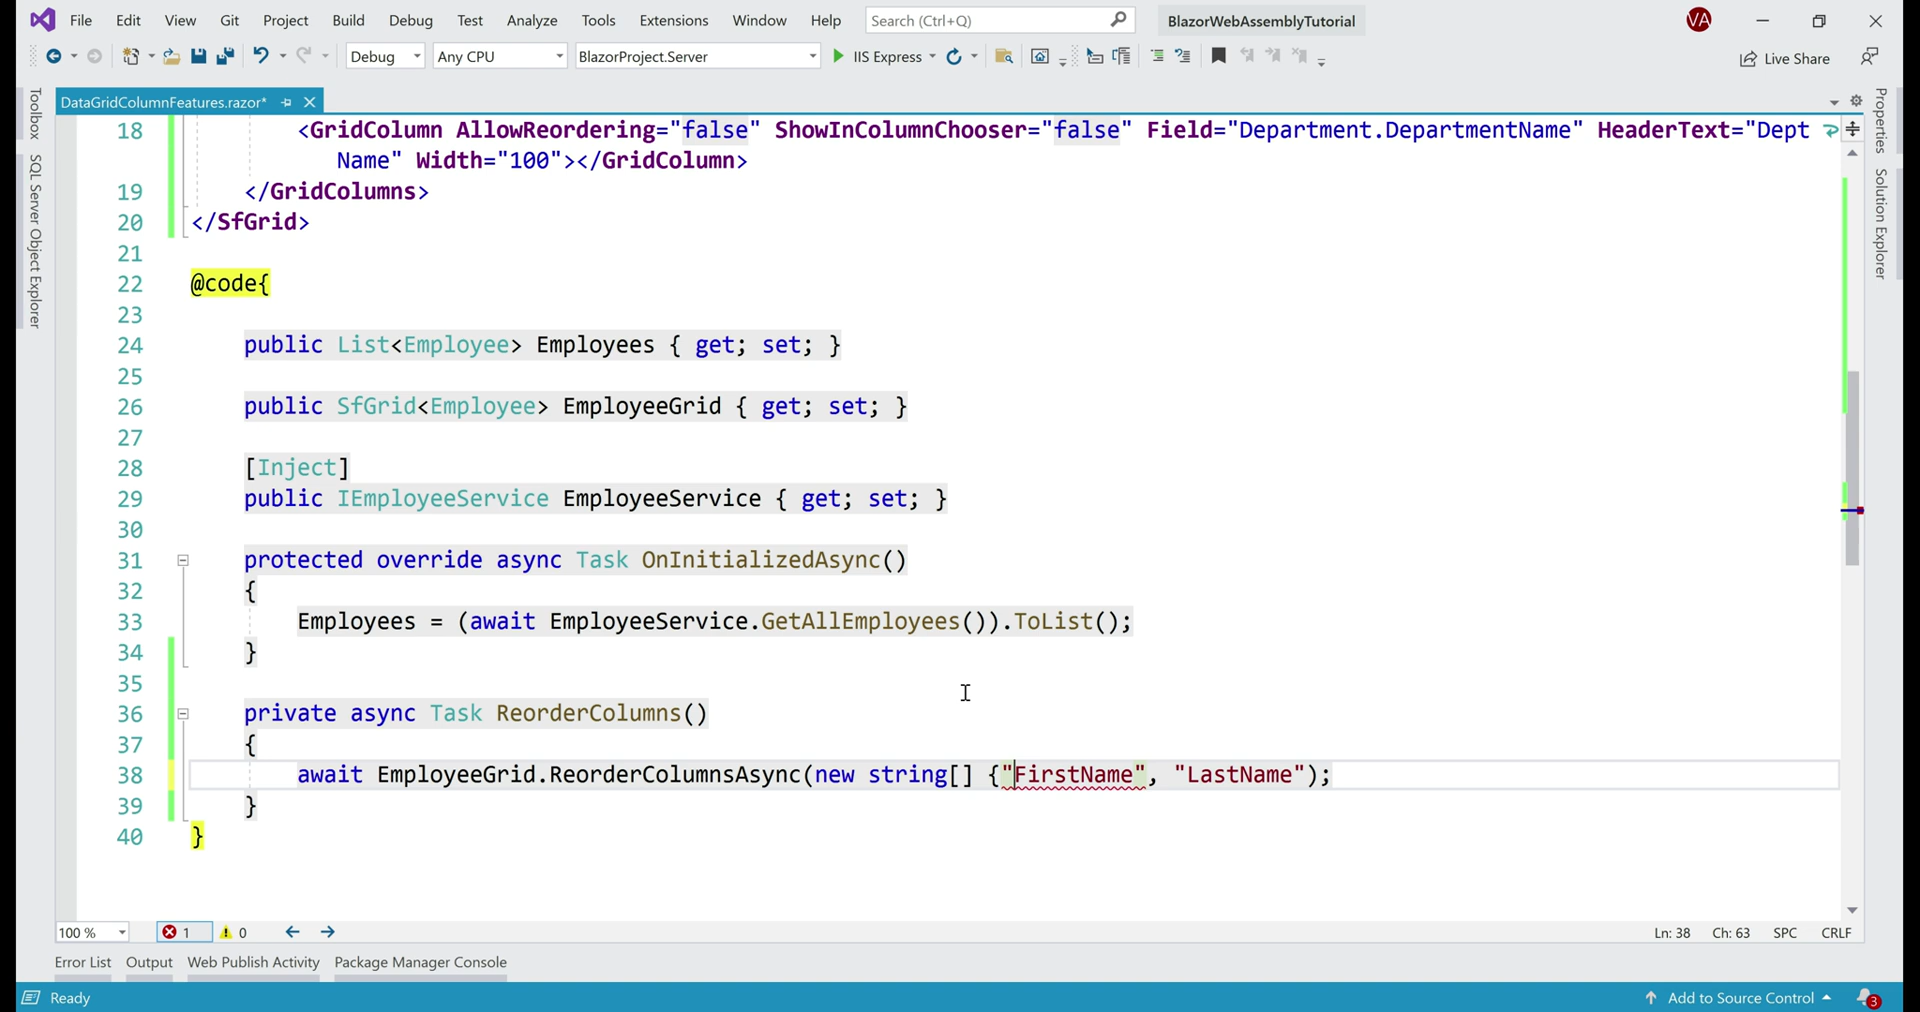 File Edit View Git Project Build Debug Test Analyze Tools Extensions Window Help Search (Ctrl+Q) BlazorWebAssemblyTutorial VA
Debug Any CPU BlazorProject.Server IIS Express Live Share
DataGridColumnFeatures.razor*
Toolbox
SQL Server Object Explorer
Properties
Solution Explorer
18 <GridColumn AllowReordering="false" ShowInColumnChooser="false" Field="Department.DepartmentName" HeaderText="Dept
Name" Width="100"></GridColumn>
19 </GridColumns>
20 </SfGrid>
21
22 @code{
23
24 public List<Employee> Employees { get; set; }
25
26 public SfGrid<Employee> EmployeeGrid { get; set; }
27
28 [Inject]
29 public IEmployeeService EmployeeService { get; set; }
30
31 protected override async Task OnInitializedAsync()
32 {
33 Employees = (await EmployeeService.GetAllEmployees()).ToList();
34 }
35
36 private async Task ReorderColumns()
37 {
38 await EmployeeGrid.ReorderColumnsAsync(new string[] {"FirstName", "LastName");
39 }
40 }
100 % 1 0 Ln: 38 Ch: 63 SPC CRLF
Error List Output Web Publish Activity Package Manager Console
Ready Add to Source Control 3